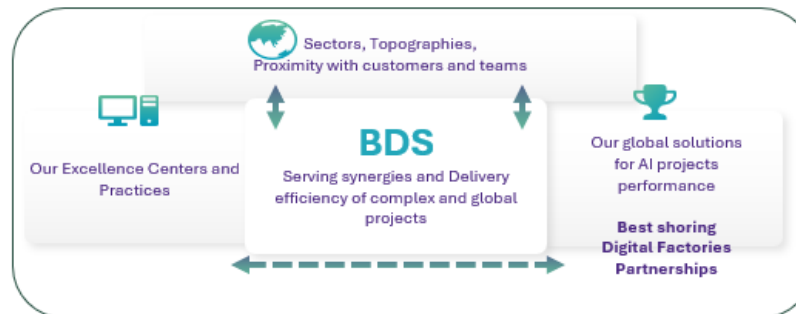 Sectors, Topographies,
Proximity with customers and teams
Our Excellence Centers and
Practices
BDS
Serving synergies and Delivery
efficiency of complex and global
projects
Our global solutions
for AI projects
performance
Best shoring
Digital Factories
Partnerships